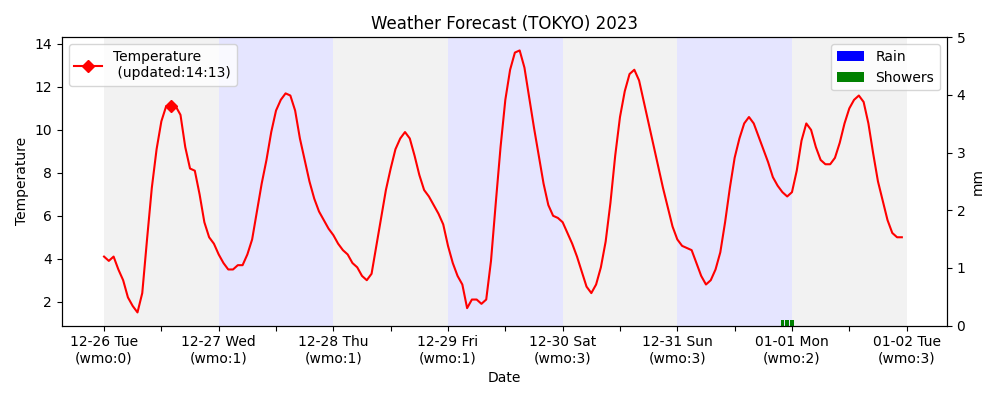 Weather Forecast (TOKYO) 2023
Temperature
(updated:14:13)
Rain
Showers
14
12
10
8
6
4
2
Temperature
5
4
3
2
1
0
mm
12-26 Tue
(wmo:0)
12-27 Wed
(wmo:1)
12-28 Thu
(wmo:1)
12-29 Fri
(wmo:1)
12-30 Sat
(wmo:3)
12-31 Sun
(wmo:3)
01-01 Mon
(wmo:2)
01-02 Tue
(wmo:3)
Date